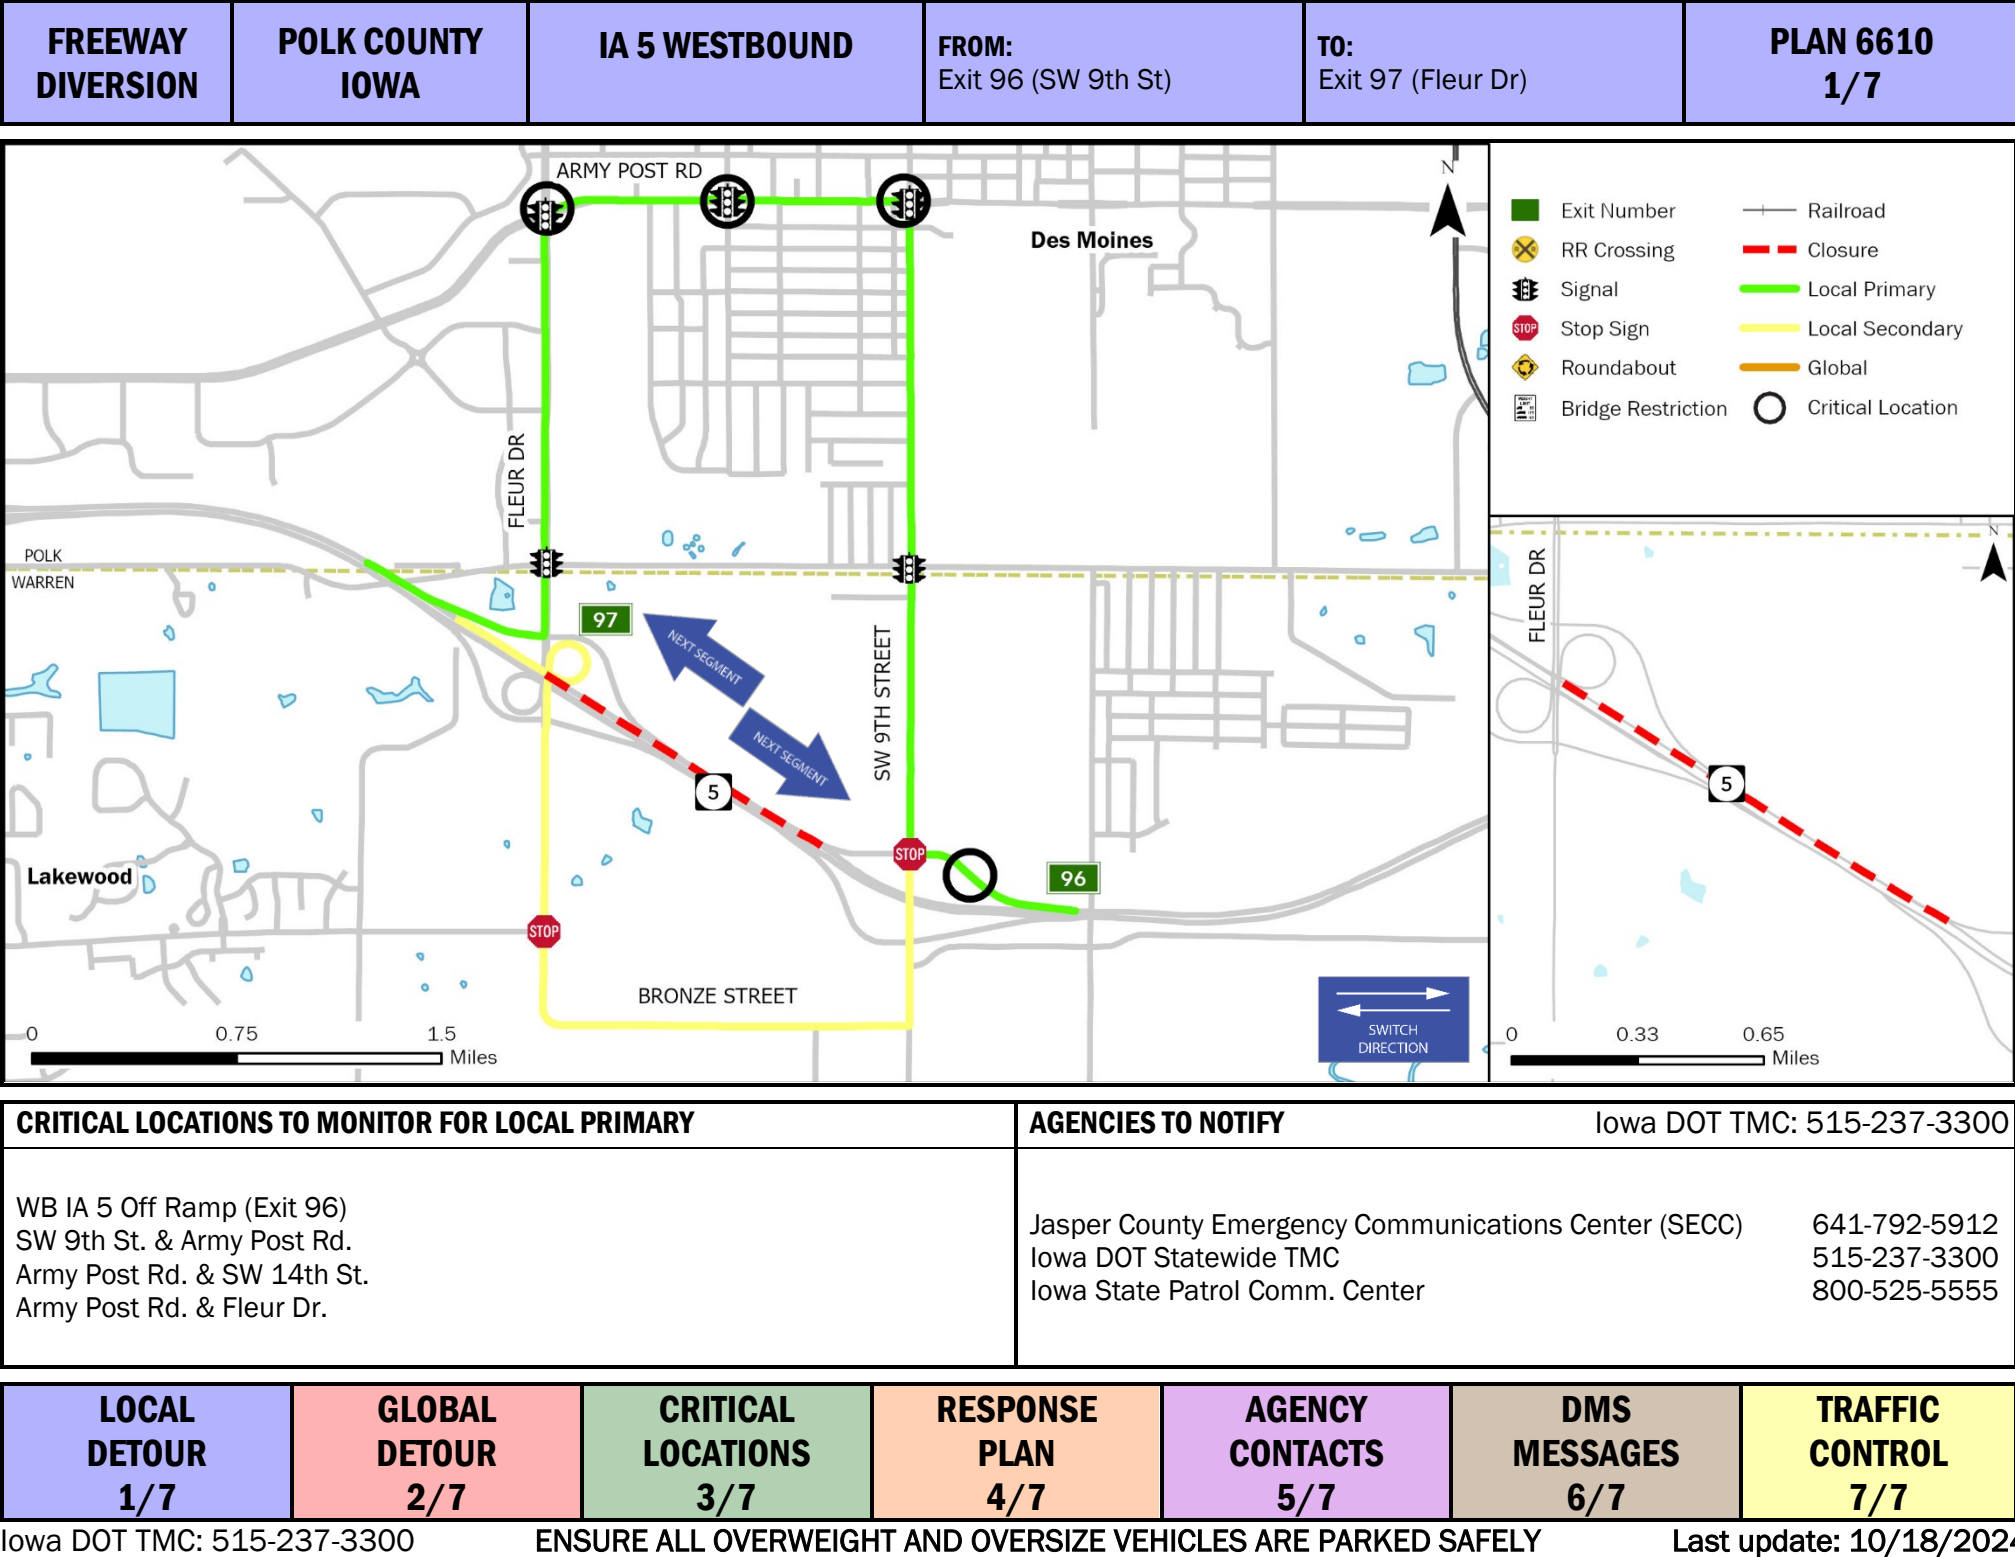 FREEWAY
DIVERSION
POLK COUNTY
IOWA
IA 5 WESTBOUND
FROM:
Exit 96 (SW 9th St)
TO:
Exit 97 (Fleur Dr)
PLAN 6610
1/7
ARMY POST RD
Des Moines
N
FLEUR DR
POLK
WARREN
97
NEXT SEGMENT
NEXT SEGMENT
SW 9TH STREET
5
STOP
96
Lakewood
STOP
BRONZE STREET
0 0.75 1.5
Miles
SWITCH
DIRECTION
Exit Number
RR Crossing
Signal
STOP Stop Sign
Roundabout
Bridge Restriction
Railroad
Closure
Local Primary
Local Secondary
Global
Critical Location
N
FLEUR DR
5
0 0.33 0.65
Miles
CRITICAL LOCATIONS TO MONITOR FOR LOCAL PRIMARY
WB IA 5 Off Ramp (Exit 96)
SW 9th St. & Army Post Rd.
Army Post Rd. & SW 14th St.
Army Post Rd. & Fleur Dr.
AGENCIES TO NOTIFY Iowa DOT TMC: 515-237-3300
Jasper County Emergency Communications Center (SECC) 641-792-5912
Iowa DOT Statewide TMC 515-237-3300
Iowa State Patrol Comm. Center 800-525-5555
LOCAL
DETOUR
1/7
GLOBAL
DETOUR
2/7
CRITICAL
LOCATIONS
3/7
RESPONSE
PLAN
4/7
AGENCY
CONTACTS
5/7
DMS
MESSAGES
6/7
TRAFFIC
CONTROL
7/7
Iowa DOT TMC: 515-237-3300 ENSURE ALL OVERWEIGHT AND OVERSIZE VEHICLES ARE PARKED SAFELY Last update: 10/18/202